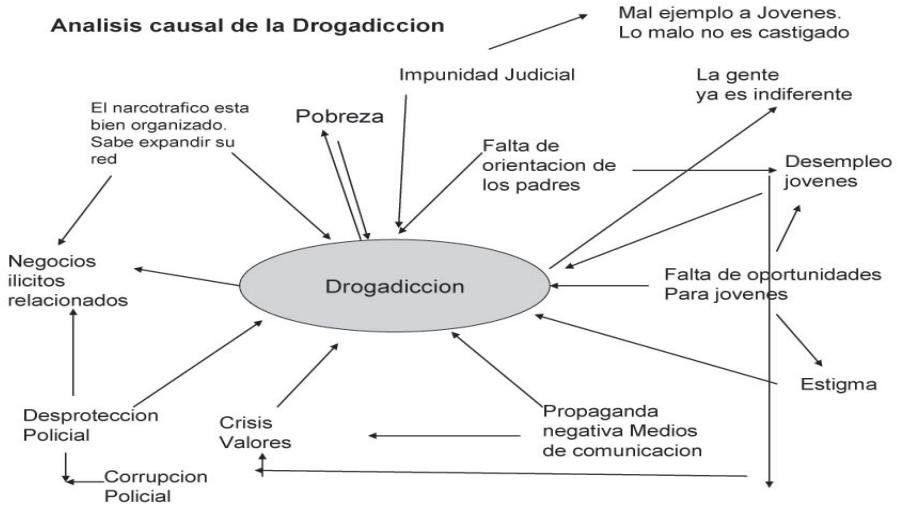 Analisis causal de la Drogadiccion
Mal ejemplo a Jovenes.
Lo malo no es castigado
Impunidad Judicial
La gente
ya es indiferente
El narcotrafico esta
bien organizado.
Sabe expandir su
red
Pobreza
Falta de
orientacion de
los padres
Desempleo
jovenes
Negocios
ilicitos
relacionados
Drogadiccion
Falta de oportunidades
Para jovenes
Estigma
Desproteccion
Policial
Crisis
Valores
Propaganda
negativa Medios
de comunicacion
Corrupcion
Policial